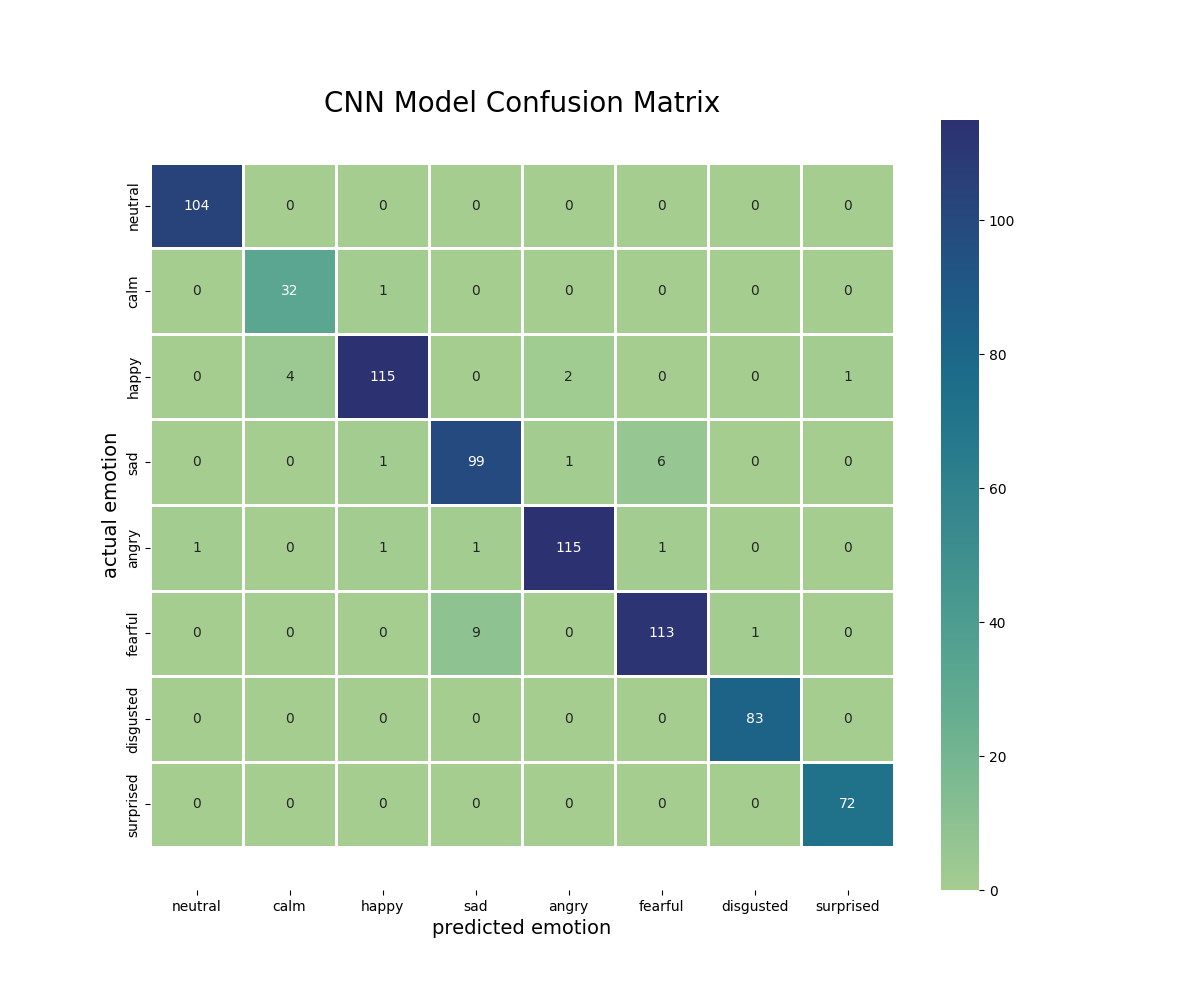 CNN Model Confusion Matrix
neutral 104 0 0 0 0 0 0 0
calm 0 32 1 0 0 0 0 0
happy 0 4 115 0 2 0 0 1
sad 0 0 1 99 1 6 0 0
angry 1 0 1 1 115 1 0 0
fearful 0 0 0 9 0 113 1 0
disgusted 0 0 0 0 0 0 83 0
surprised 0 0 0 0 0 0 0 72
actual emotion
neutral calm happy sad angry fearful disgusted surprised
predicted emotion
100
80
60
40
20
0